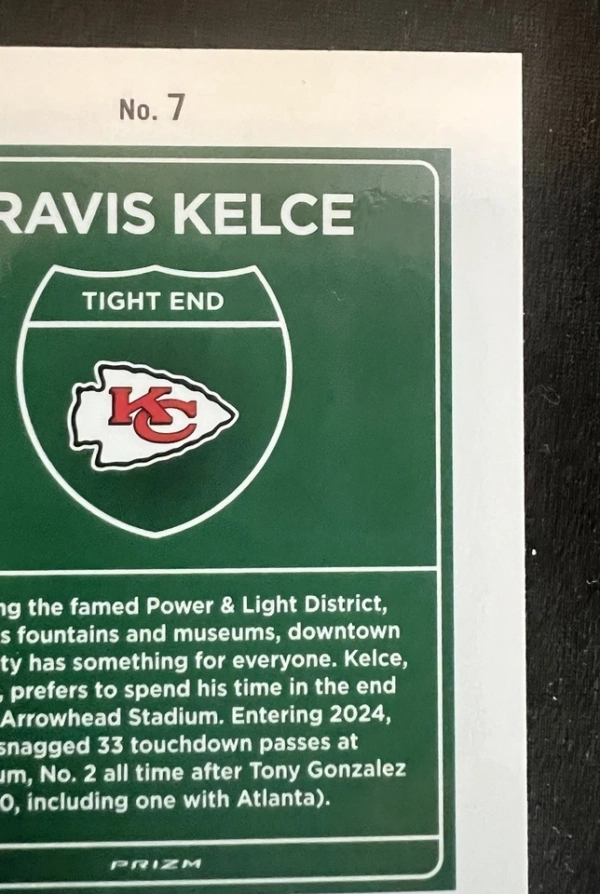 No. 7
RAVIS KELCE
TIGHT END
KC
ng the famed Power & Light District,
s fountains and museums, downtown
ty has something for everyone. Kelce,
, prefers to spend his time in the end
Arrowhead Stadium. Entering 2024,
snagged 33 touchdown passes at
um, No. 2 all time after Tony Gonzalez
0, including one with Atlanta).
PRIZM